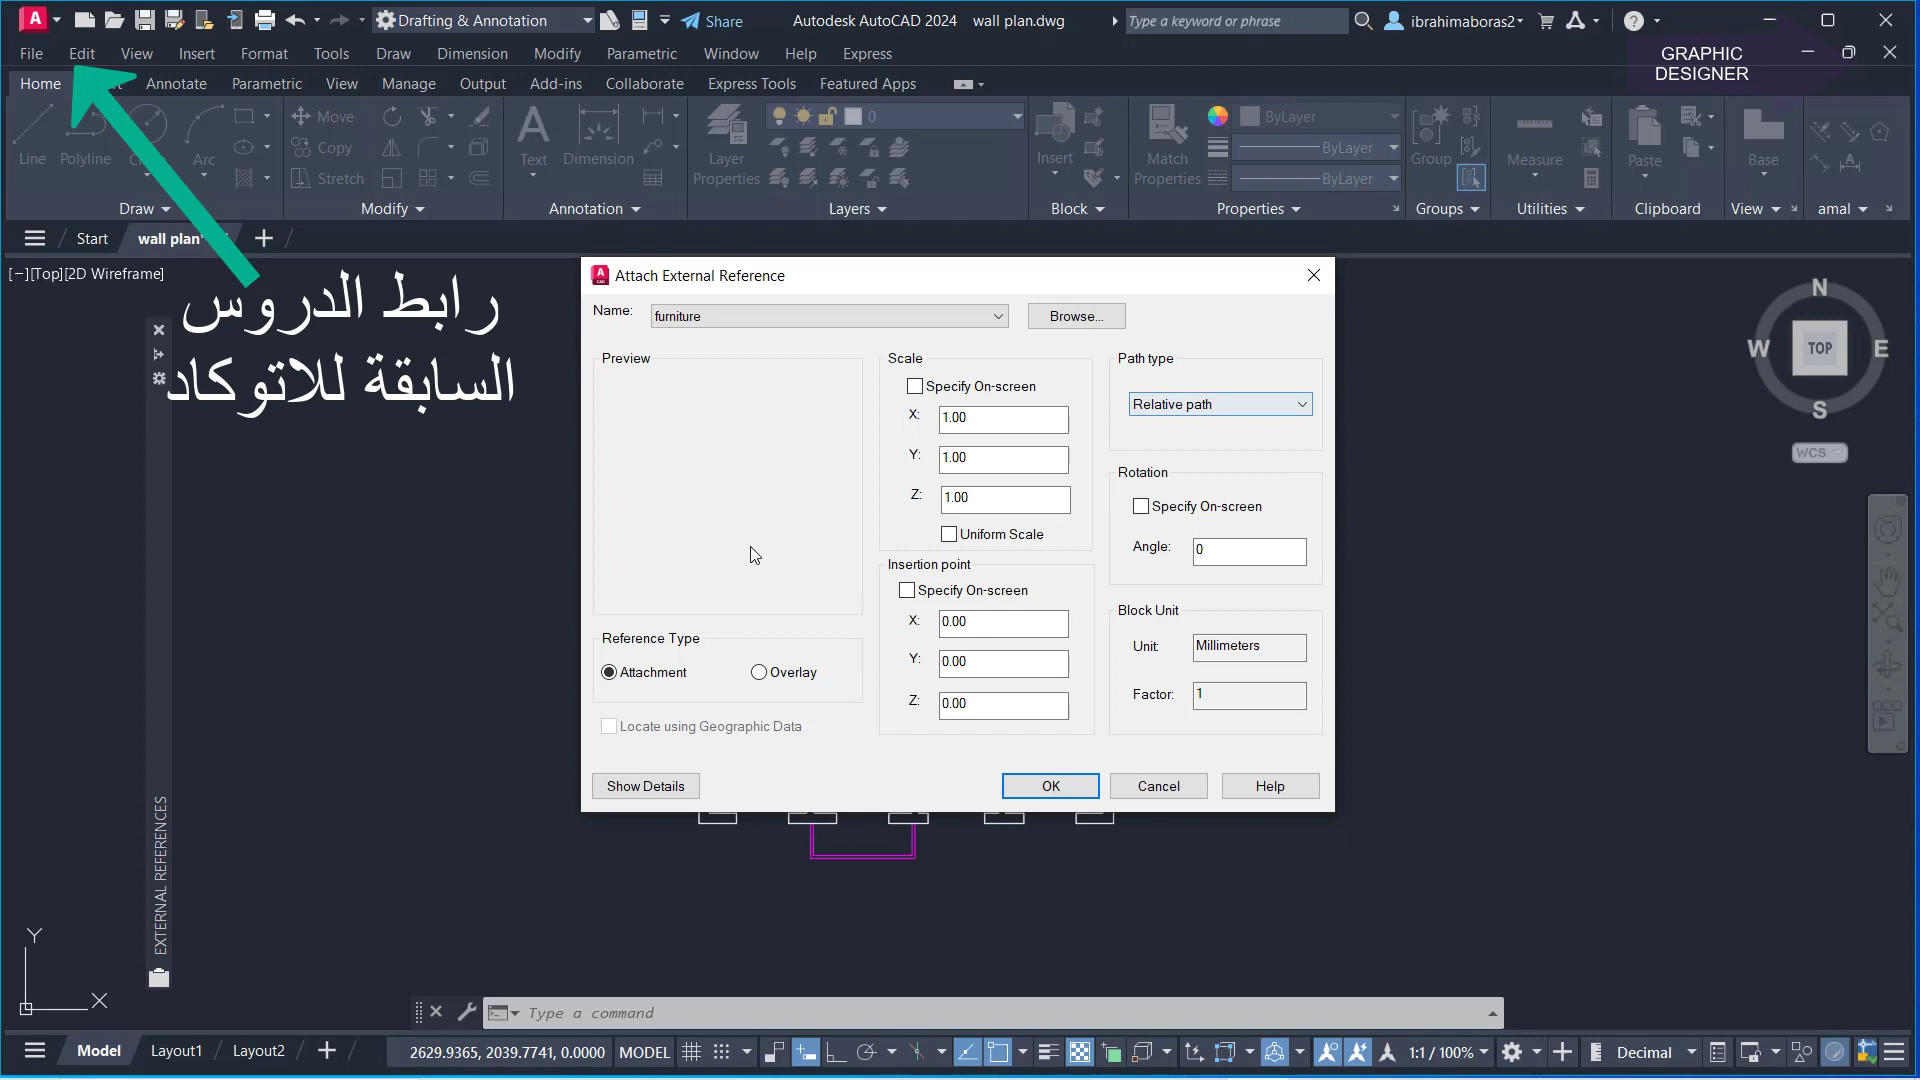 Drafting & Annotation
Share
Autodesk AutoCAD 2024 wall plan.dwg
Type a keyword or phrase
ibrahimaboras2
File Edit View Insert Format Tools Draw Dimension Modify Parametric Window Help Express
GRAPHIC
DESIGNER
Home Annotate Parametric View Manage Output Add-ins Collaborate Express Tools Featured Apps
Line Polyline Arc
Move
Copy
Stretch
Text Dimension
Layer
Properties
0
Insert
Match
Properties
ByLayer
ByLayer
ByLayer
Group
Measure
Paste
Base
Draw Modify Annotation Layers Block Properties Groups Utilities Clipboard View amal
Start wall plan*
[−][Top][2D Wireframe]
رابط الدروس
السابقة للاتوكاد
EXTERNAL REFERENCES
Attach External Reference
Name: furniture Browse...
Preview
Scale
Specify On-screen
X: 1.00
Y: 1.00
Z: 1.00
Uniform Scale
Path type
Relative path
Rotation
Specify On-screen
Angle: 0
Insertion point
Specify On-screen
X: 0.00
Y: 0.00
Z: 0.00
Block Unit
Unit: Millimeters
Factor: 1
Reference Type
Attachment Overlay
Locate using Geographic Data
Show Details OK Cancel Help
N
W TOP E
S
WCS
Y
X
Type a command
Model Layout1 Layout2
2629.9365, 2039.7741, 0.0000 MODEL 1:1 / 100% Decimal